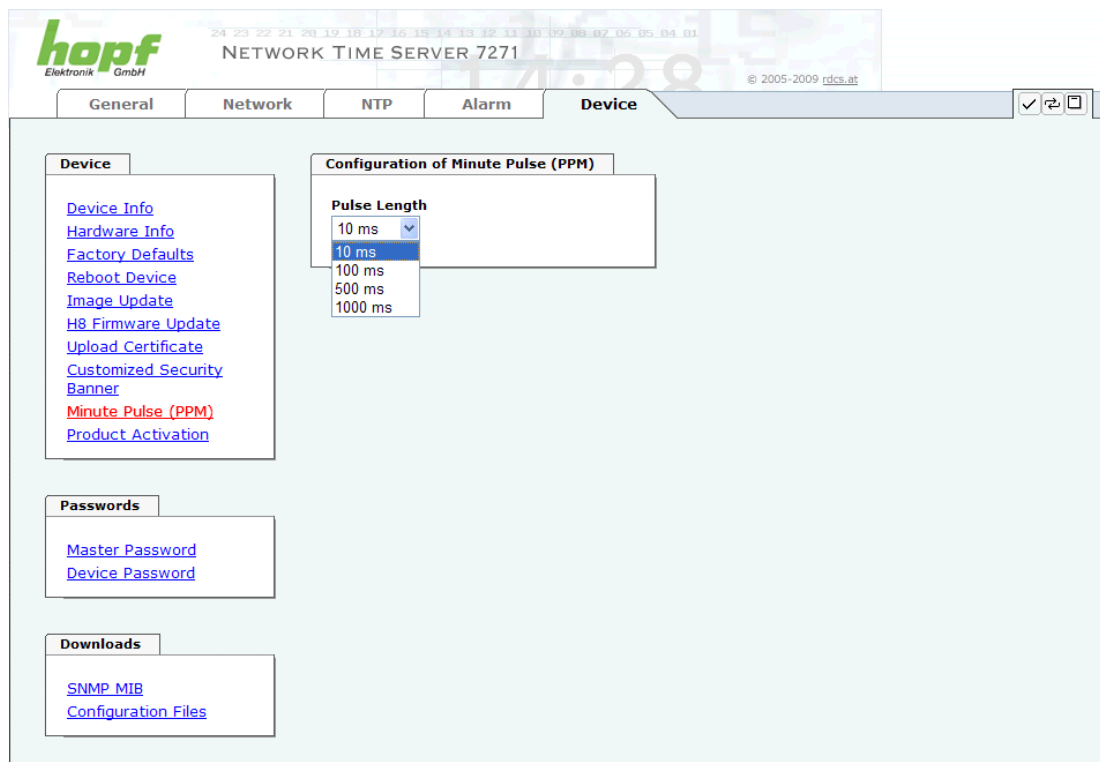 hopf
Elektronik GmbH
24 23 22 21 20 19 18 17 16 15 14 13 12 11 10 09 08 07 06 05 04 03 02 01
NETWORK TIME SERVER 7271
14:28
© 2005-2009 rdcs.at
General
Network
NTP
Alarm
Device
Device
Device Info
Hardware Info
Factory Defaults
Reboot Device
Image Update
H8 Firmware Update
Upload Certificate
Customized Security
Banner
Minute Pulse (PPM)
Product Activation
Configuration of Minute Pulse (PPM)
Pulse Length
10 ms
10 ms
100 ms
500 ms
1000 ms
Passwords
Master Password
Device Password
Downloads
SNMP MIB
Configuration Files